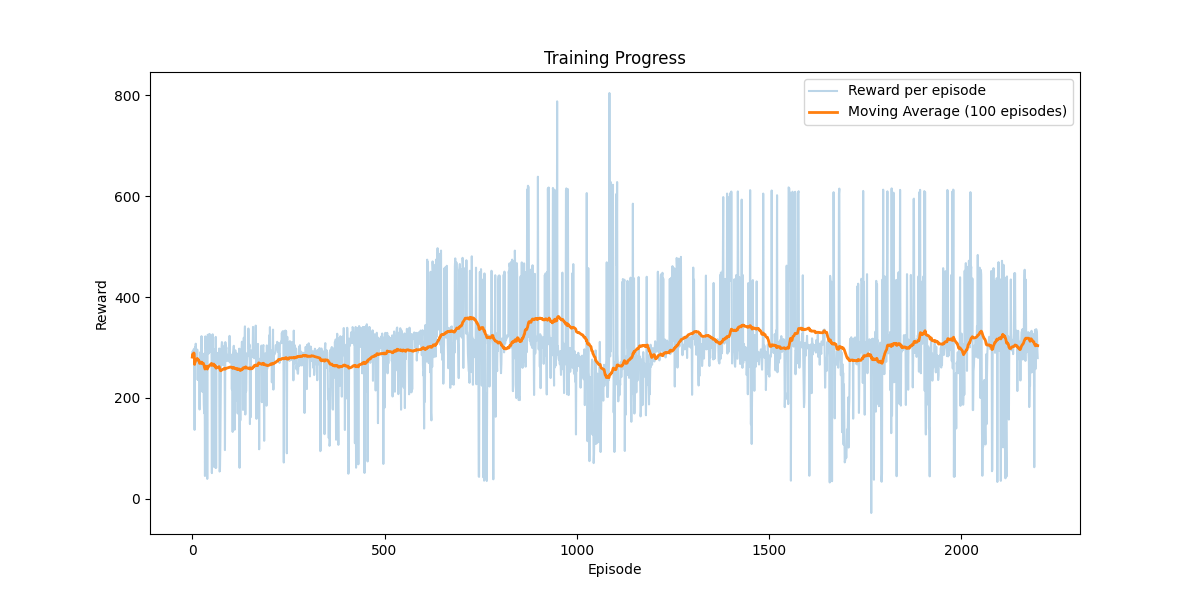 Training Progress
Reward per episode
Moving Average (100 episodes)
800
600
400
200
0
Reward
0
500
1000
1500
2000
Episode